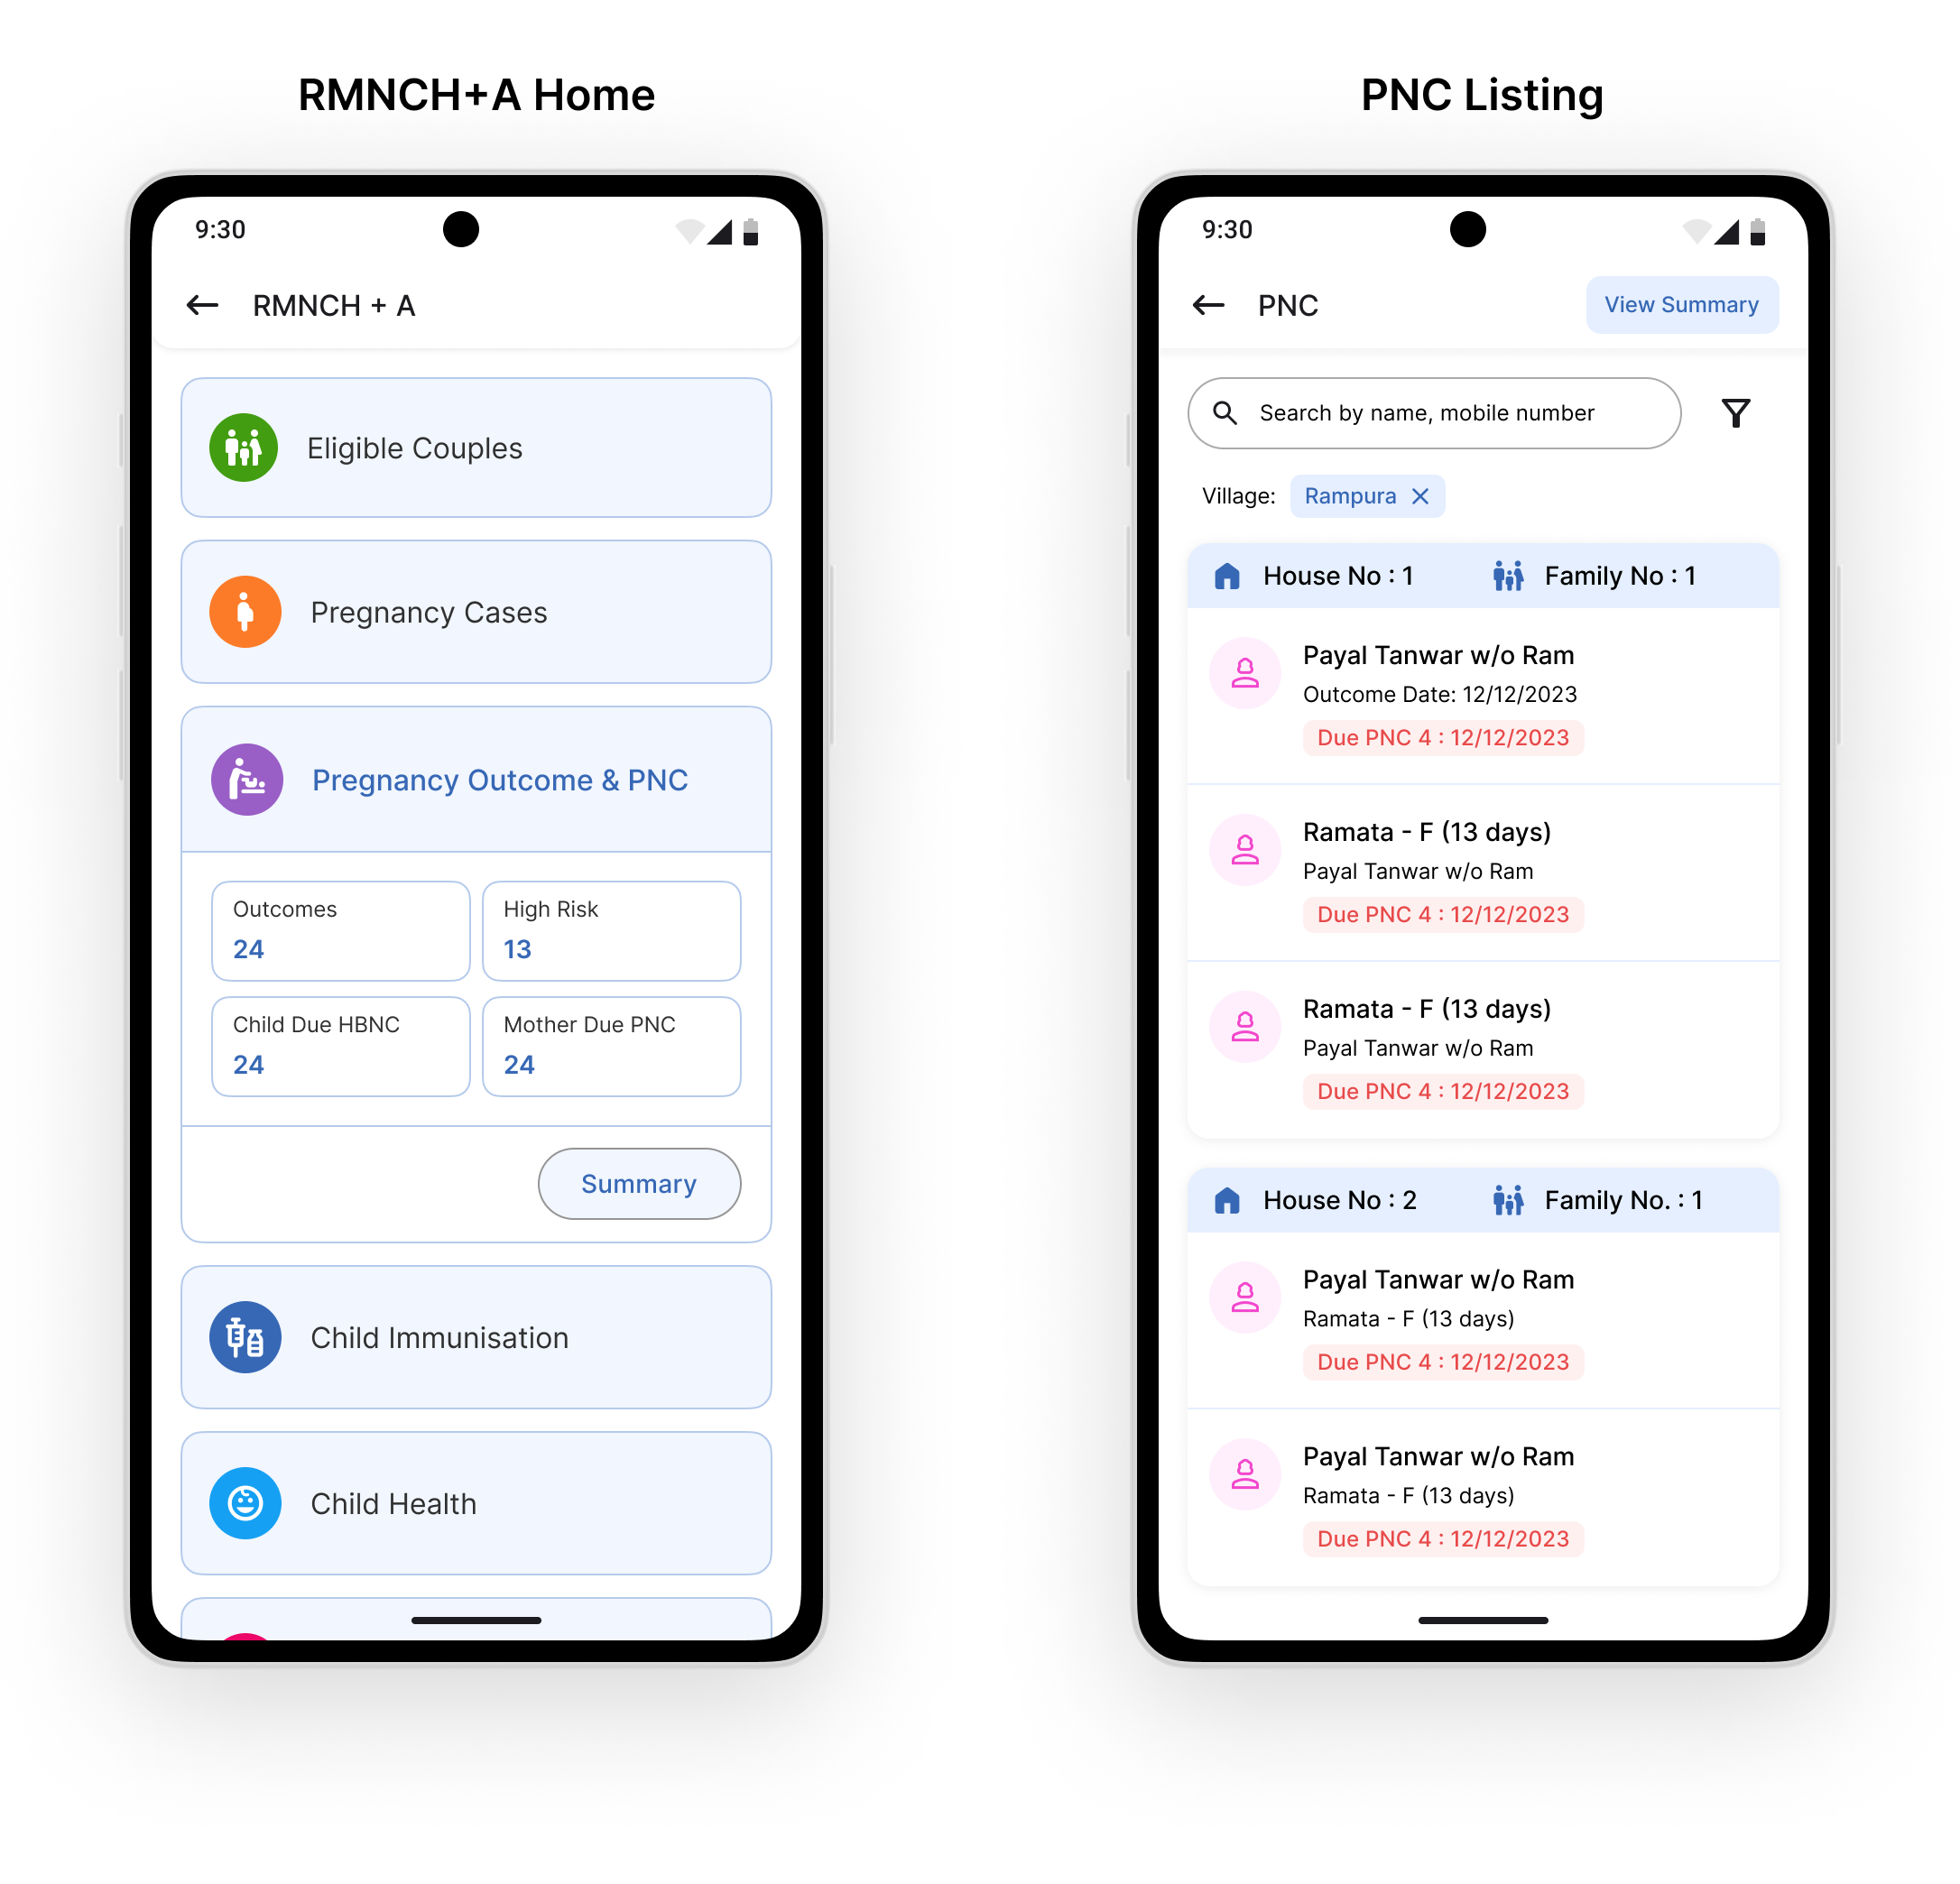 RMNCH+A Home
9:30
RMNCH + A
Eligible Couples
Pregnancy Cases
Pregnancy Outcome & PNC
Outcomes
24
High Risk
13
Child Due HBNC
24
Mother Due PNC
24
Summary
Child Immunisation
Child Health
PNC Listing
9:30
PNC
View Summary
Search by name, mobile number
Village: Rampura
House No : 1 Family No : 1
Payal Tanwar w/o Ram
Outcome Date: 12/12/2023
Due PNC 4 : 12/12/2023
Ramata - F (13 days)
Payal Tanwar w/o Ram
Due PNC 4 : 12/12/2023
Ramata - F (13 days)
Payal Tanwar w/o Ram
Due PNC 4 : 12/12/2023
House No : 2 Family No. : 1
Payal Tanwar w/o Ram
Ramata - F (13 days)
Due PNC 4 : 12/12/2023
Payal Tanwar w/o Ram
Ramata - F (13 days)
Due PNC 4 : 12/12/2023